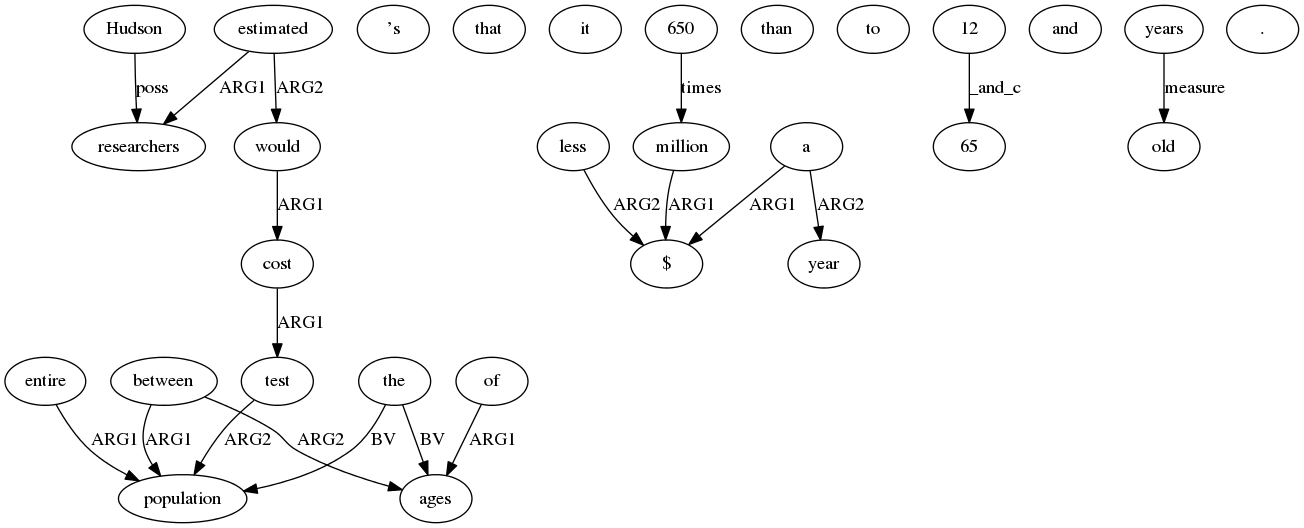 Hudson estimated ’s that it 650 than to 12 and years .
poss ARG1 ARG2 times _and_c measure
researchers would less million a 65 old
ARG1 ARG2 ARG1 ARG1 ARG2
cost $ year
ARG1
entire between test the of
ARG1 ARG1 ARG2 ARG2 BV BV ARG1
population ages